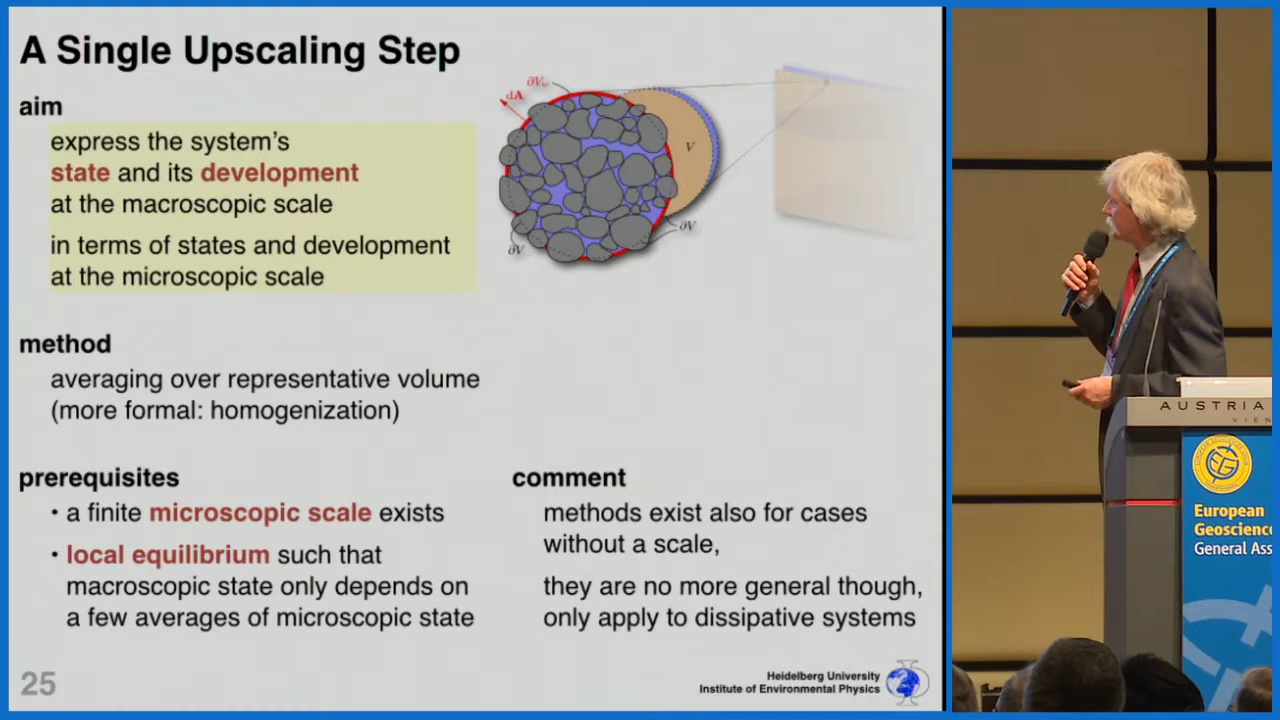 A Single Upscaling Step
aim
express the system's
state and its development
at the macroscopic scale
in terms of states and development
at the microscopic scale
∂Vw
dA
V
∂V
∂V
method
averaging over representative volume
(more formal: homogenization)
prerequisites
• a finite microscopic scale exists
• local equilibrium such that
macroscopic state only depends on
a few averages of microscopic state
comment
methods exist also for cases
without a scale,
they are no more general though,
only apply to dissipative systems
25
Heidelberg University
Institute of Environmental Physics
AUSTRIA
VIEN
European
Geoscienc
General Ass